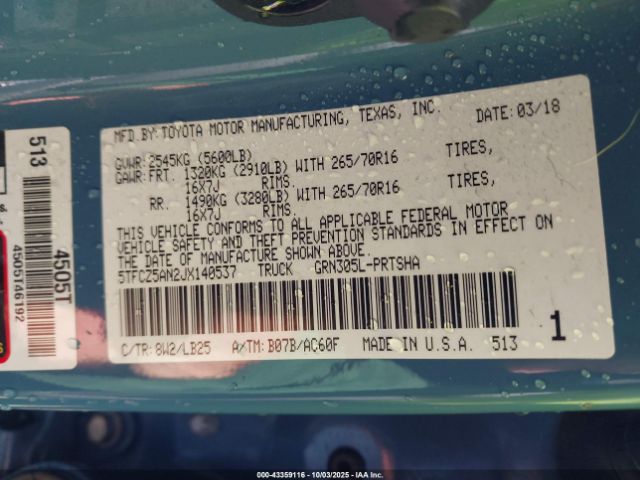 MFD.BY:TOYOTA MOTOR MANUFACTURING, TEXAS, INC. DATE:03/18
GVWR:2545KG (5600LB)
GAWR:FRT. 1320KG (2910LB) WITH 265/70R16 TIRES,
16X7J RIMS.
RR. 1490KG (3280LB) WITH 265/70R16 TIRES,
16X7J RIMS.
THIS VEHICLE CONFORMS TO ALL APPLICABLE FEDERAL MOTOR
VEHICLE SAFETY AND THEFT PREVENTION STANDARDS IN EFFECT ON
THE DATE OF MANUFACTURE SHOWN ABOVE.
5TFCZ5AN2JX140537 TRUCK GRN305L-PRTSHA
C/TR:8W2/LB25 A/TM:B07B/AC60F MADE IN U.S.A. 513 1
513
4505T
4505146192
000-43359116 - 10/03/2025 - IAA Inc.